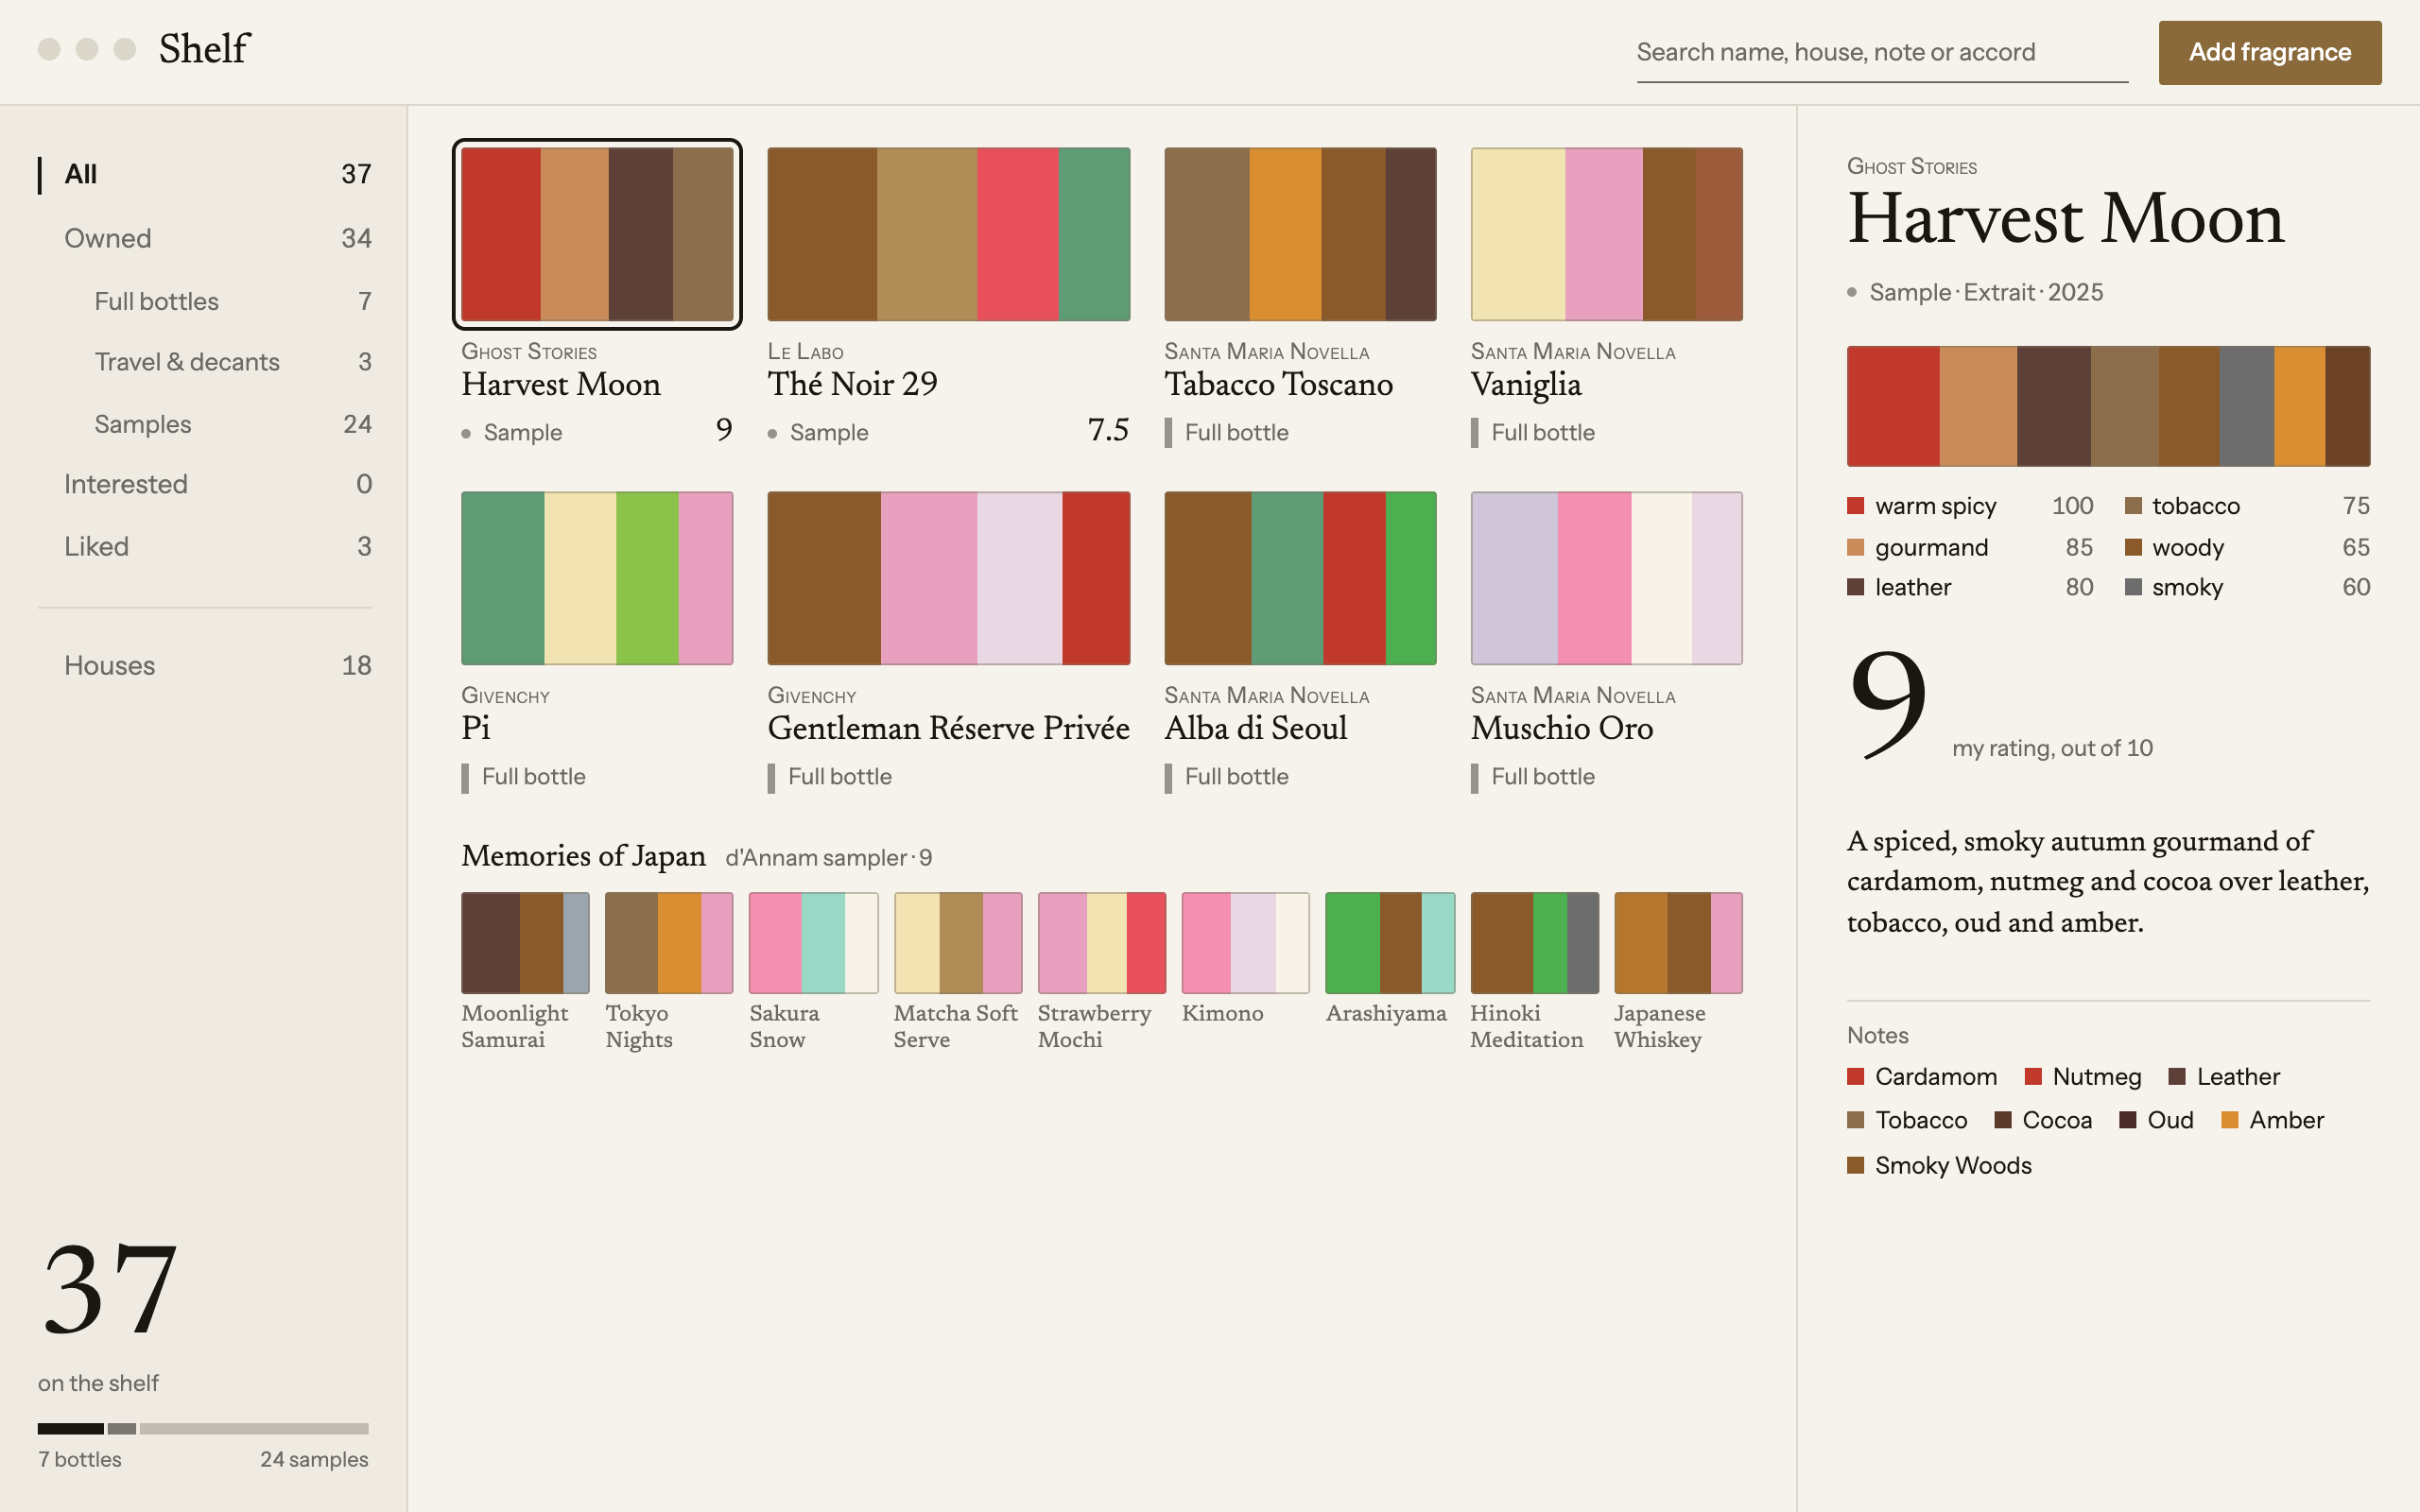 Shelf
Search name, house, note or accord
Add fragrance
All 37
Owned 34
Full bottles 7
Travel & decants 3
Samples 24
Interested 0
Liked 3
Houses 18
37
on the shelf
7 bottles 24 samples
Ghost Stories
Harvest Moon
Sample 9
Le Labo
Thé Noir 29
Sample 7.5
Santa Maria Novella
Tabacco Toscano
Full bottle
Santa Maria Novella
Vaniglia
Full bottle
Givenchy
Pi
Full bottle
Givenchy
Gentleman Réserve Privée
Full bottle
Santa Maria Novella
Alba di Seoul
Full bottle
Santa Maria Novella
Muschio Oro
Full bottle
Memories of Japan d'Annam sampler · 9
Moonlight
Samurai
Tokyo
Nights
Sakura
Snow
Matcha Soft
Serve
Strawberry
Mochi
Kimono
Arashiyama
Hinoki
Meditation
Japanese
Whiskey
Ghost Stories
Harvest Moon
Sample · Extrait · 2025
warm spicy 100 tobacco 75
gourmand 85 woody 65
leather 80 smoky 60
9 my rating, out of 10
A spiced, smoky autumn gourmand of
cardamom, nutmeg and cocoa over leather,
tobacco, oud and amber.
Notes
Cardamom Nutmeg Leather
Tobacco Cocoa Oud Amber
Smoky Woods